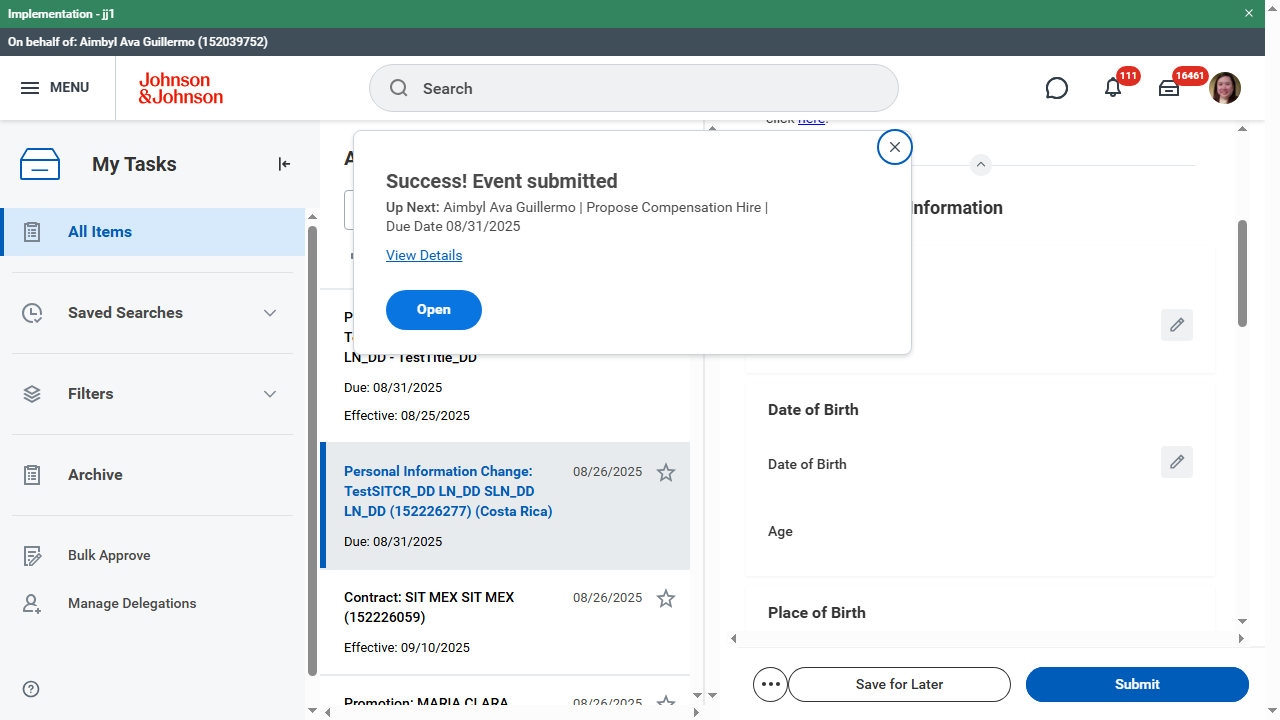 Implementation - jj1
On behalf of: Aimbyl Ava Guillermo (152039752)
MENU
Johnson
&Johnson
Search
111
16461
My Tasks
All Items
Saved Searches
Filters
Archive
Bulk Approve
Manage Delegations
Success! Event submitted
Up Next: Aimbyl Ava Guillermo | Propose Compensation Hire |
Due Date 08/31/2025
View Details
Open
LN_DD - TestTitle_DD
Due: 08/31/2025
Effective: 08/25/2025
Personal Information Change:
TestSITCR_DD LN_DD SLN_DD
LN_DD (152226277) (Costa Rica)
08/26/2025
Due: 08/31/2025
Contract: SIT MEX SIT MEX
(152226059)
08/26/2025
Effective: 09/10/2025
Promotion: MARIA CLARA
08/26/2025
click here.
Date of Birth
Date of Birth
Age
Place of Birth
Save for Later
Submit